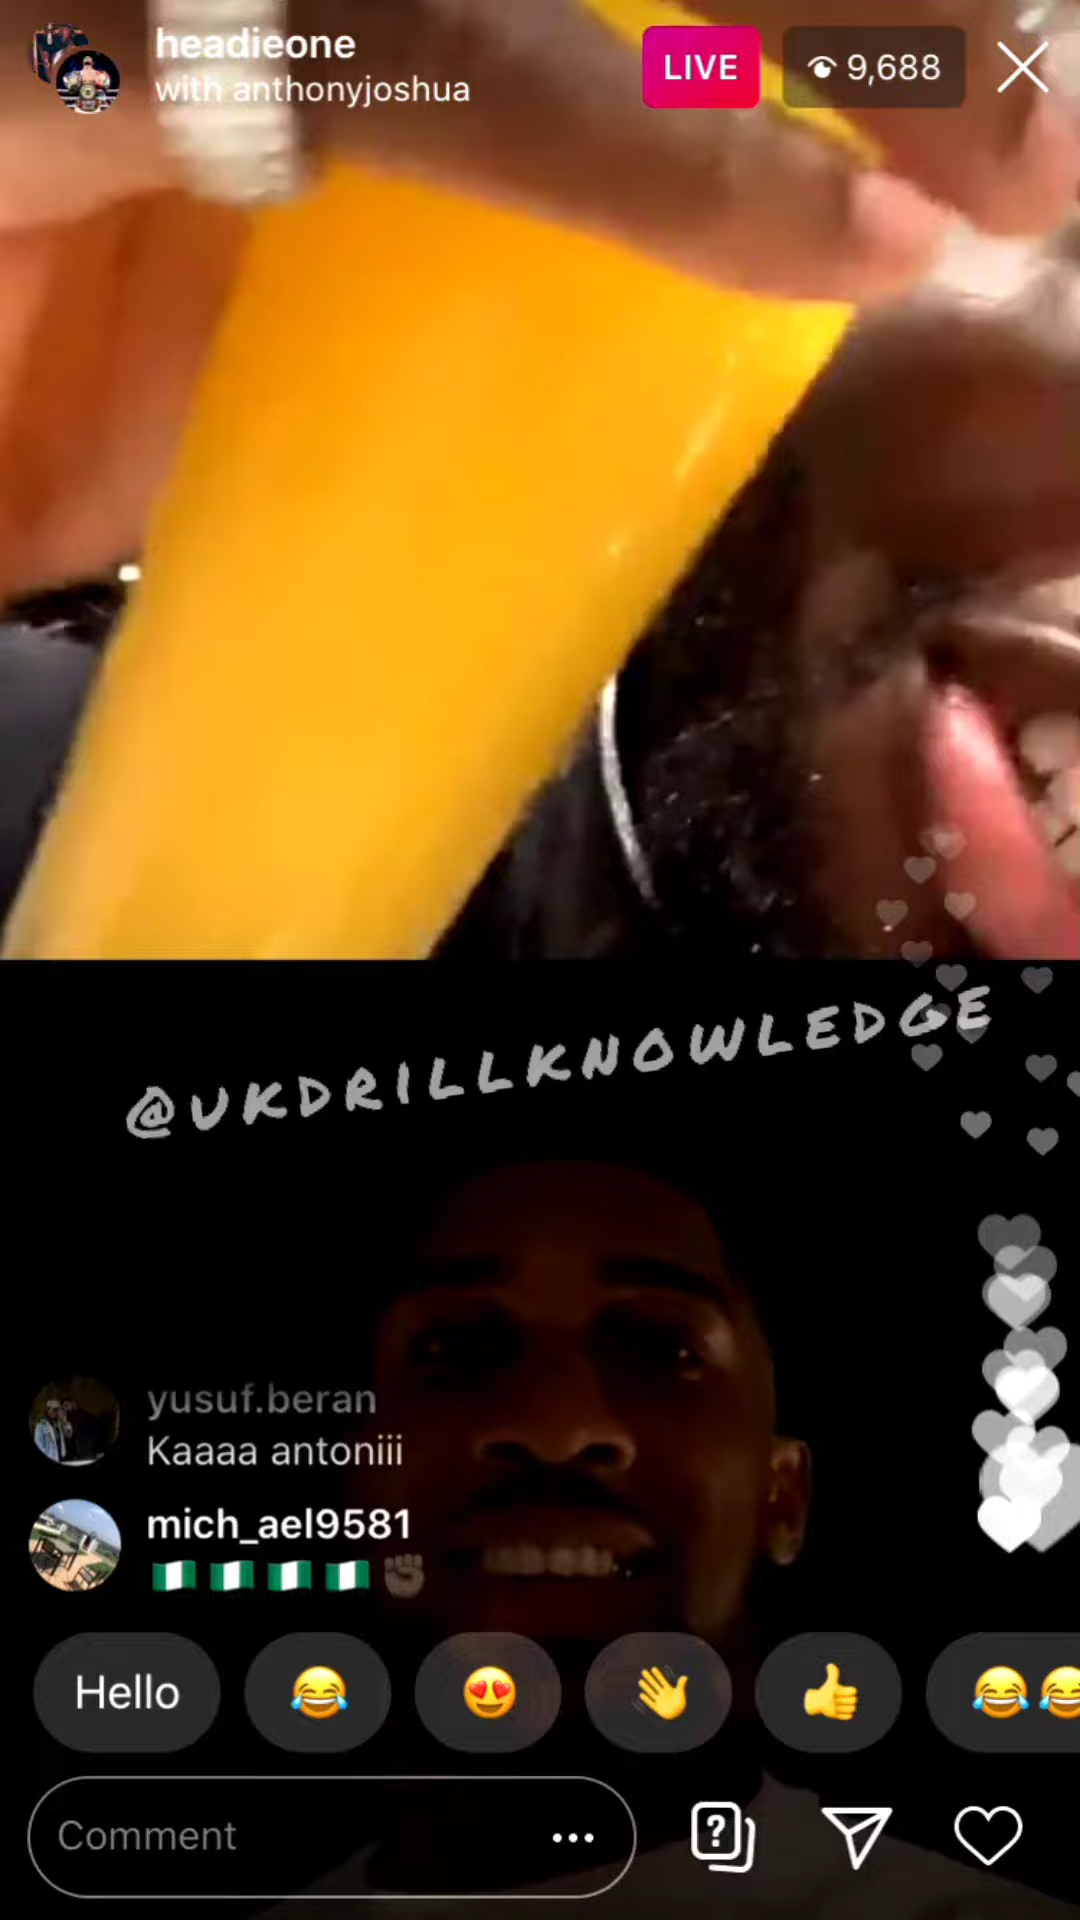 headieone
with anthonyjoshua
LIVE
9,688
@UKDRILLKNOWLEDGE
yusuf.beran
Kaaaa antoniii
mich_ael9581
🇳🇬 🇳🇬 🇳🇬 🇳🇬 ✊🏿
Hello 😂 😍 👋 👍 😂😂
Comment